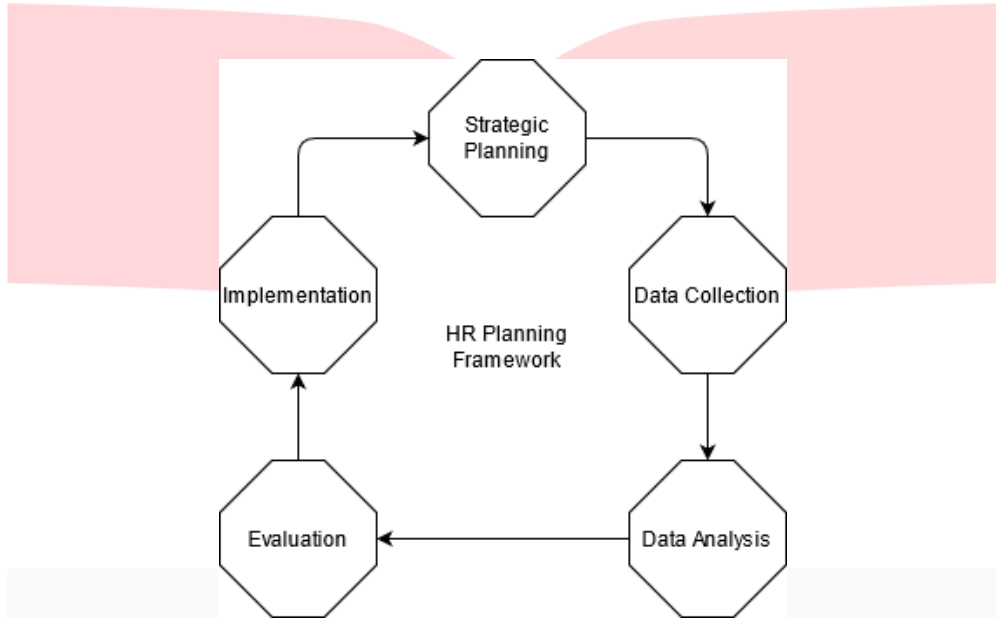 Strategic
Planning
Implementation
Data Collection
HR Planning
Framework
Evaluation
Data Analysis